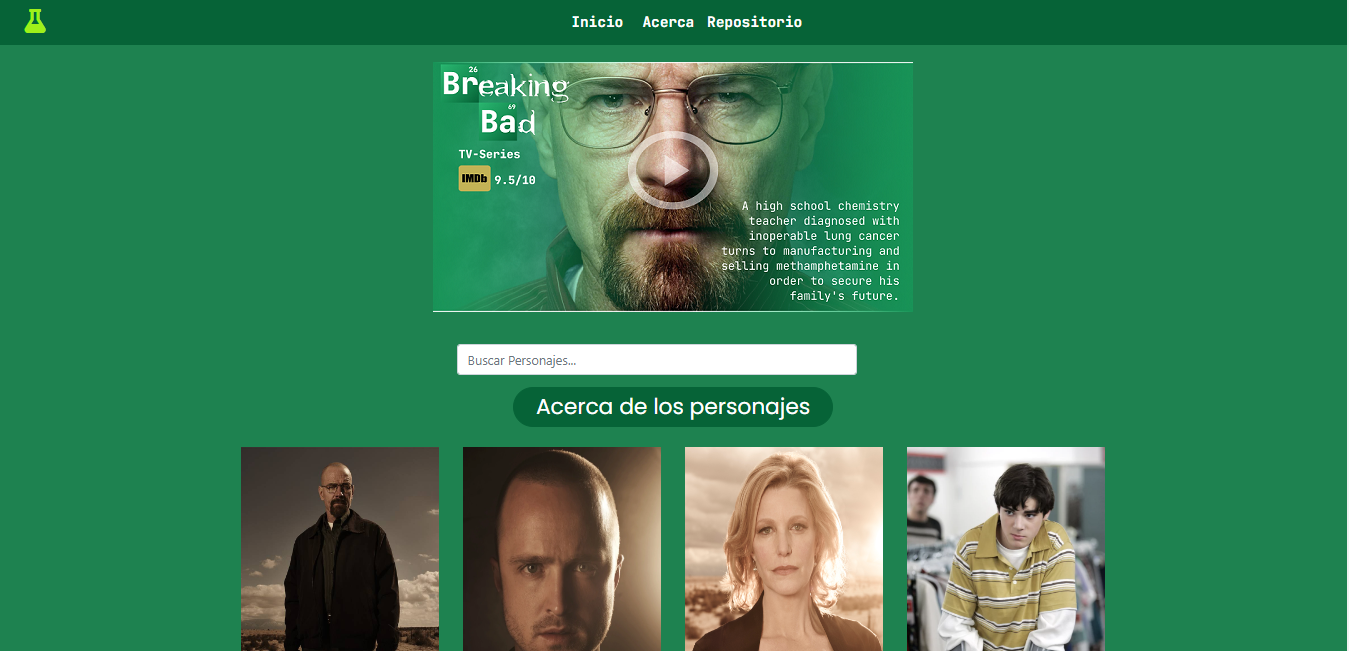 Inicio Acerca Repositorio
26
Breaking
69
Bad
TV-Series
IMDb 9.5/10
A high school chemistry
teacher diagnosed with
inoperable lung cancer
turns to manufacturing and
selling methamphetamine in
order to secure his
family's future.
Buscar Personajes...
Acerca de los personajes